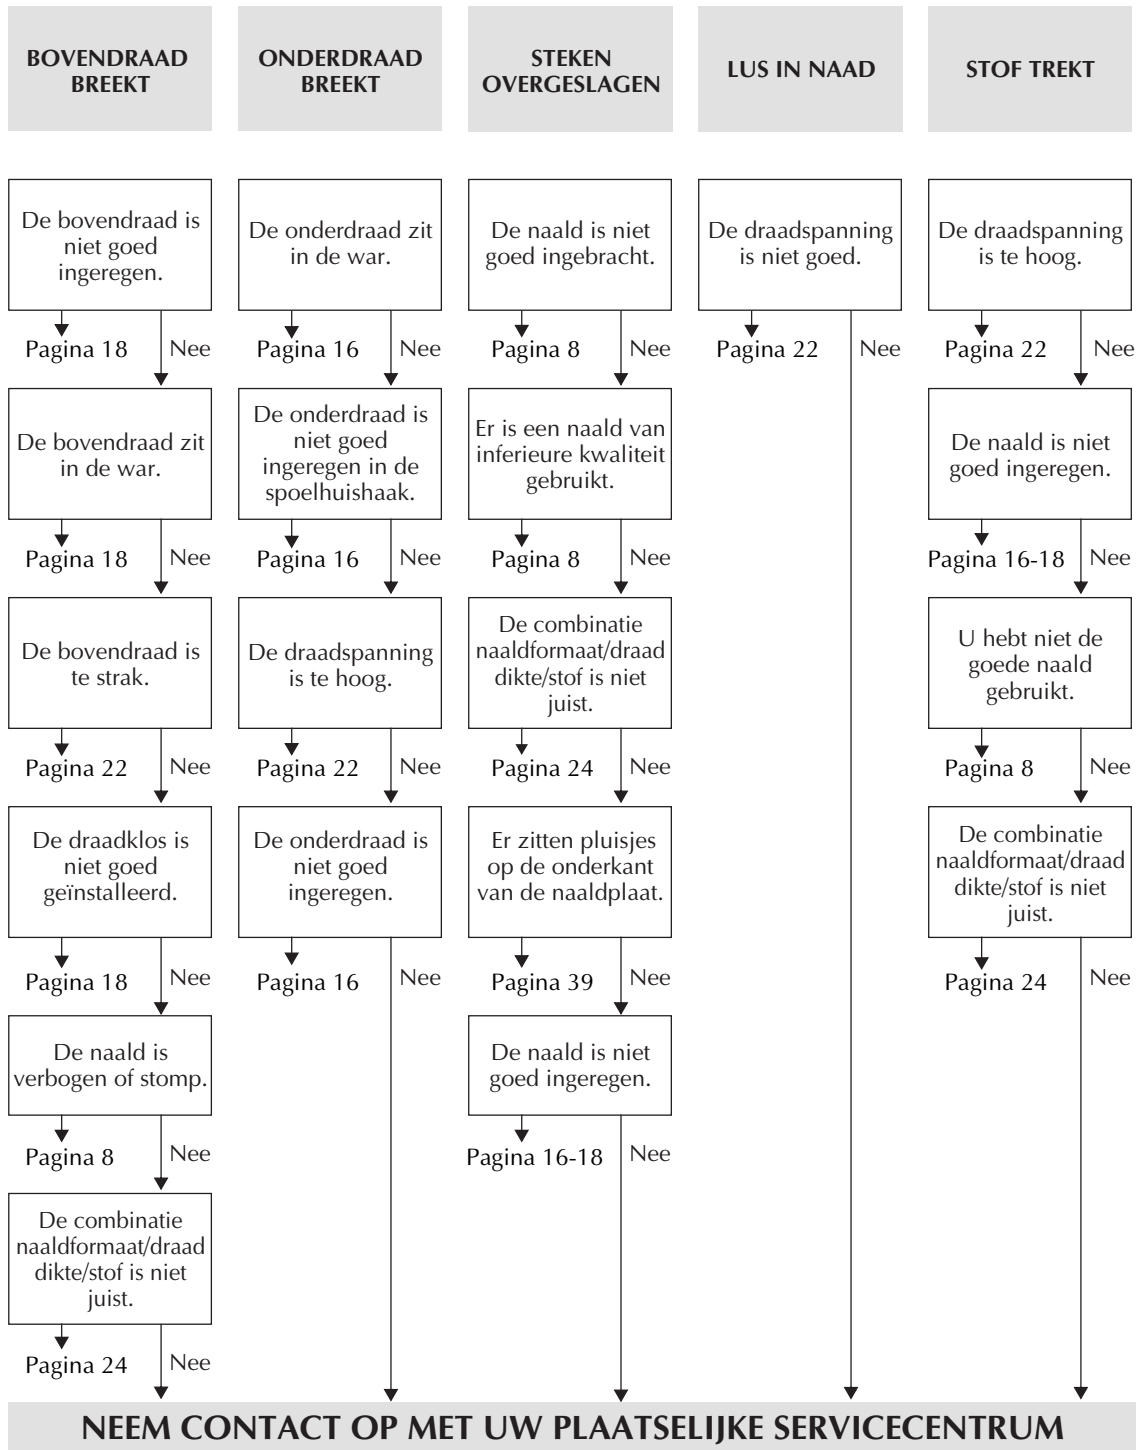 BOVENDRAAD
BREEKT
De bovendraad is
niet goed
ingeregen.
Pagina 18
Nee
De bovendraad zit
in de war.
Pagina 18
Nee
De bovendraad is
te strak.
Pagina 22
Nee
De draadklos is
niet goed
geïnstalleerd.
Pagina 18
Nee
De naald is
verbogen of stomp.
Pagina 8
Nee
De combinatie
naaldformaat/draad
dikte/stof is niet
juist.
Pagina 24
Nee
ONDERDRAAD
BREEKT
De onderdraad zit
in de war.
Pagina 16
Nee
De onderdraad is
niet goed
ingeregen in de
spoelhuishaak.
Pagina 16
Nee
De draadspanning
is te hoog.
Pagina 22
Nee
De onderdraad is
niet goed
ingeregen.
Pagina 16
Nee
STEKEN
OVERGESLAGEN
De naald is niet
goed ingebracht.
Pagina 8
Nee
Er is een naald van
inferieure kwaliteit
gebruikt.
Pagina 8
Nee
De combinatie
naaldformaat/draad
dikte/stof is niet
juist.
Pagina 24
Nee
Er zitten pluisjes
op de onderkant
van de naaldplaat.
Pagina 39
Nee
De naald is niet
goed ingeregen.
Pagina 16-18
Nee
LUS IN NAAD
De draadspanning
is niet goed.
Pagina 22
Nee
STOF TREKT
De draadspanning
is te hoog.
Pagina 22
Nee
De naald is niet
goed ingeregen.
Pagina 16-18
Nee
U hebt niet de
goede naald
gebruikt.
Pagina 8
Nee
De combinatie
naaldformaat/draad
dikte/stof is niet
juist.
Pagina 24
Nee
NEEM CONTACT OP MET UW PLAATSELIJKE SERVICECENTRUM